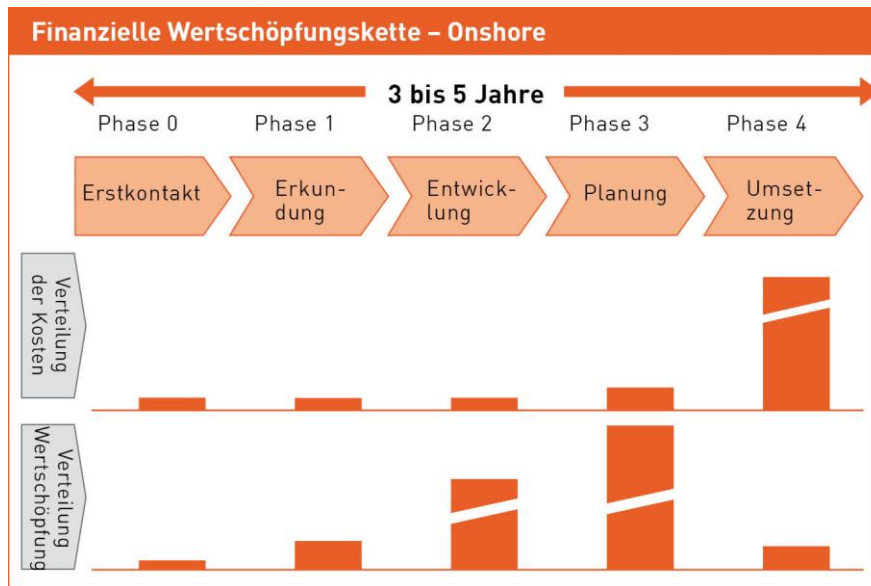 Finanzielle Wertschöpfungskette – Onshore
3 bis 5 Jahre
Phase 0
Phase 1
Phase 2
Phase 3
Phase 4
Erstkontakt
Erkun-
dung
Entwick-
lung
Planung
Umset-
zung
Verteilung
der Kosten
Verteilung
Wertschöpfung